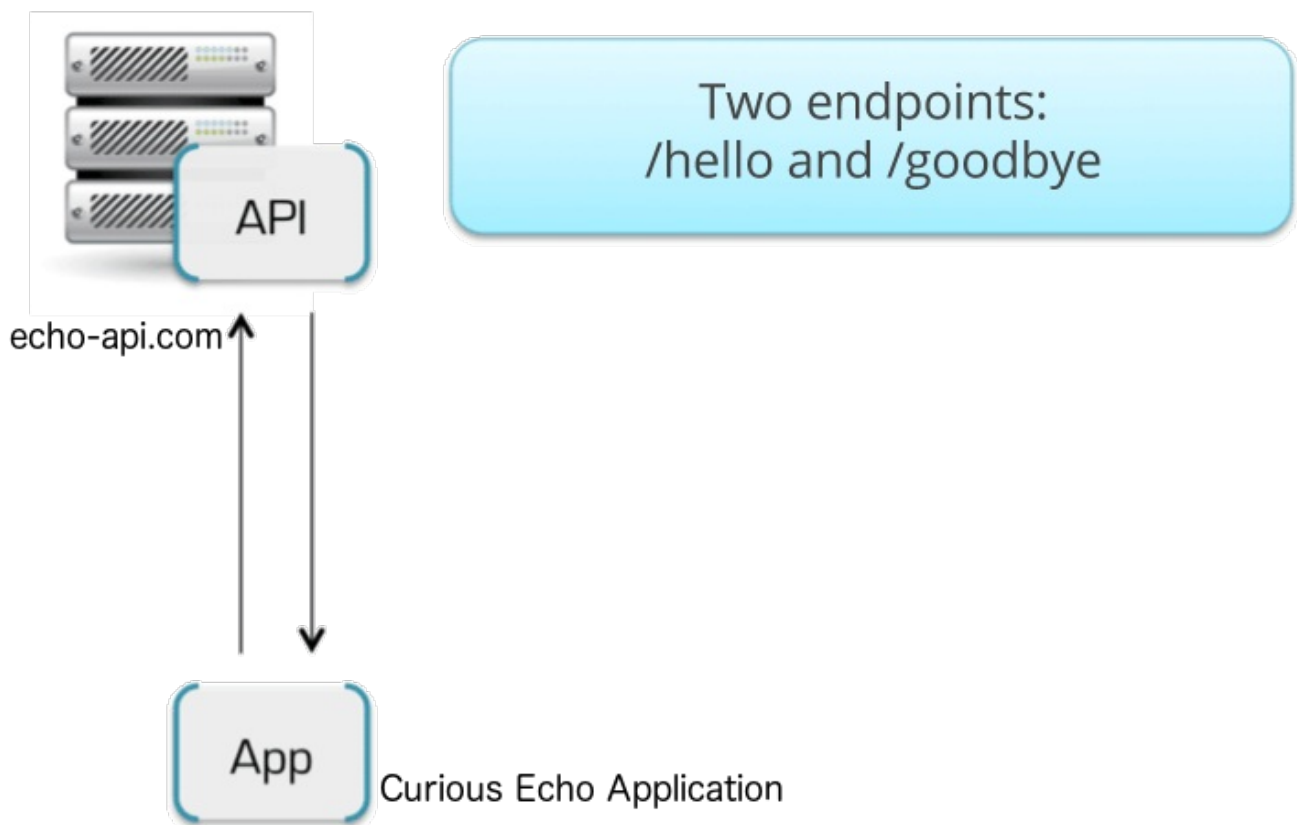 Two endpoints:
/hello and /goodbye
API
echo-api.com
App
Curious Echo Application